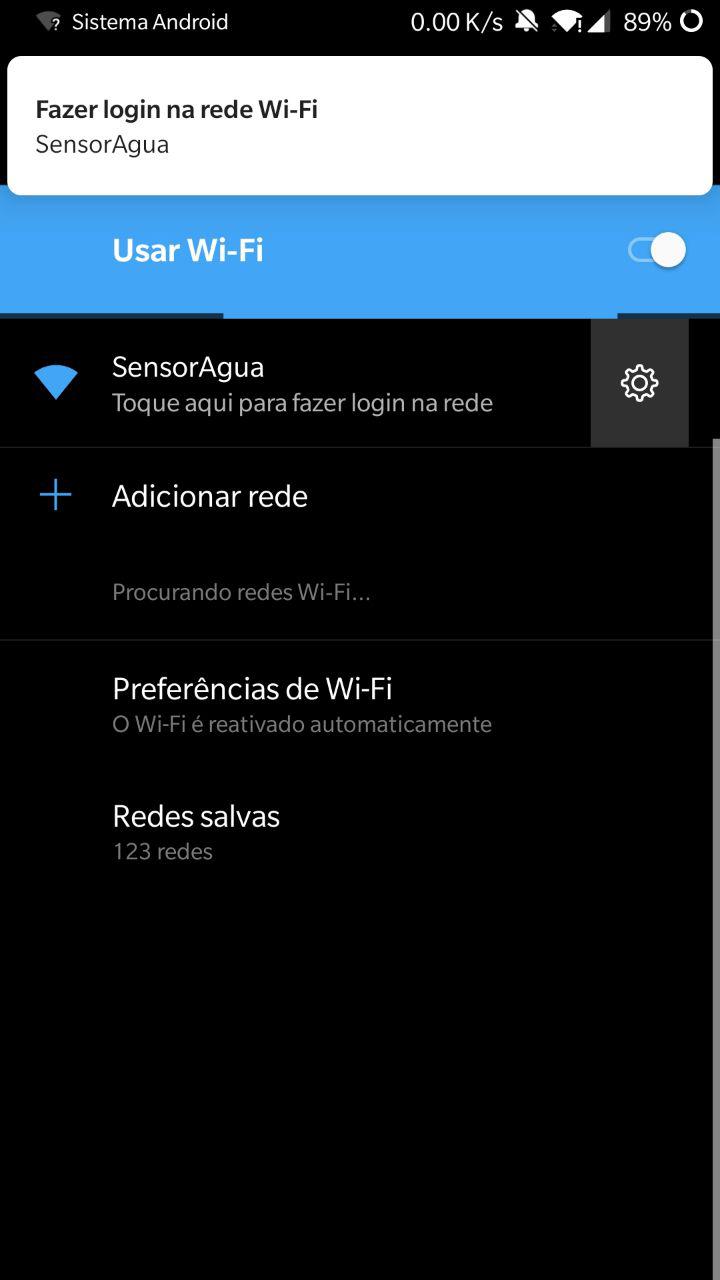 Sistema Android
0.00 K/s
89%
Fazer login na rede Wi-Fi
SensorAgua
Usar Wi-Fi
SensorAgua
Toque aqui para fazer login na rede
Adicionar rede
Procurando redes Wi-Fi…
Preferências de Wi-Fi
O Wi-Fi é reativado automaticamente
Redes salvas
123 redes